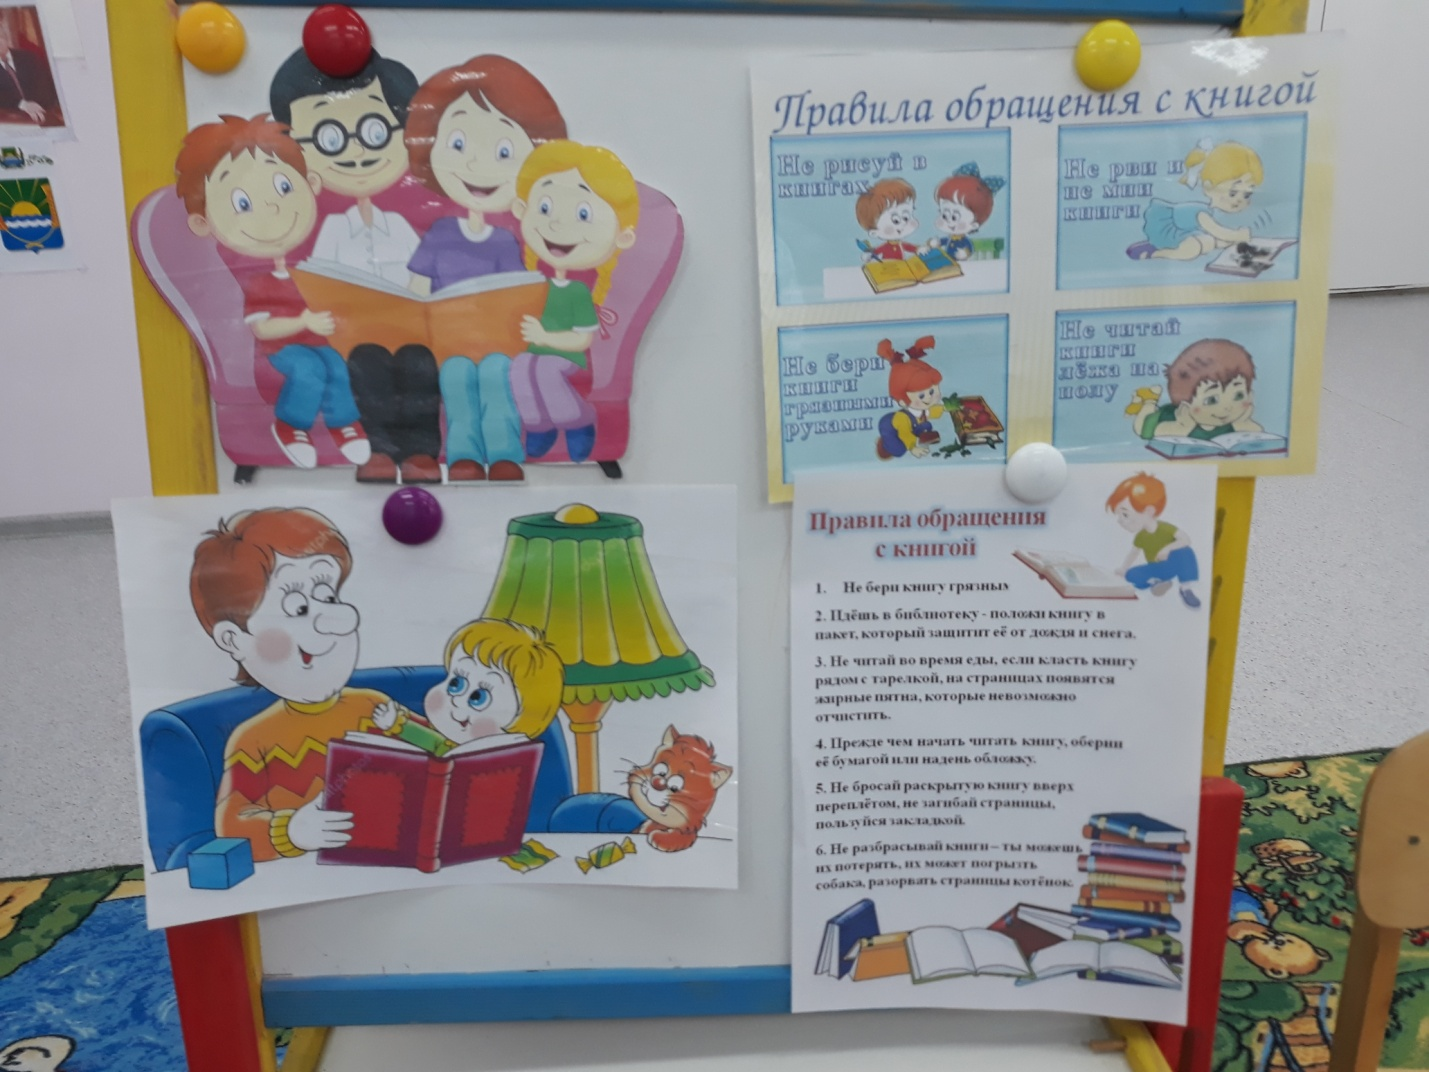 Правила обращения с книгой
Не рисуй в
книгах
Не рви и
не мни
книги
Не бери
книги
грязными
руками
Не читай
книги
лёжа на
полу
Правила обращения
с книгой
1. Не бери книгу грязным
2. Идёшь в библиотеку - положи книгу в
пакет, который защитит её от дождя и снега.
3. Не читай во время еды, если класть книгу
рядом с тарелкой, на страницах появятся
жирные пятна, которые невозможно
отчистить.
4. Прежде чем начать читать книгу, оберни
её бумагой или надень обложку.
5. Не бросай раскрытую книгу вверх
переплётом, не загибай страницы,
пользуйся закладкой.
6. Не разбрасывай книги – ты можешь
их потерять, их может погрызть
собака, разорвать страницы котёнок.